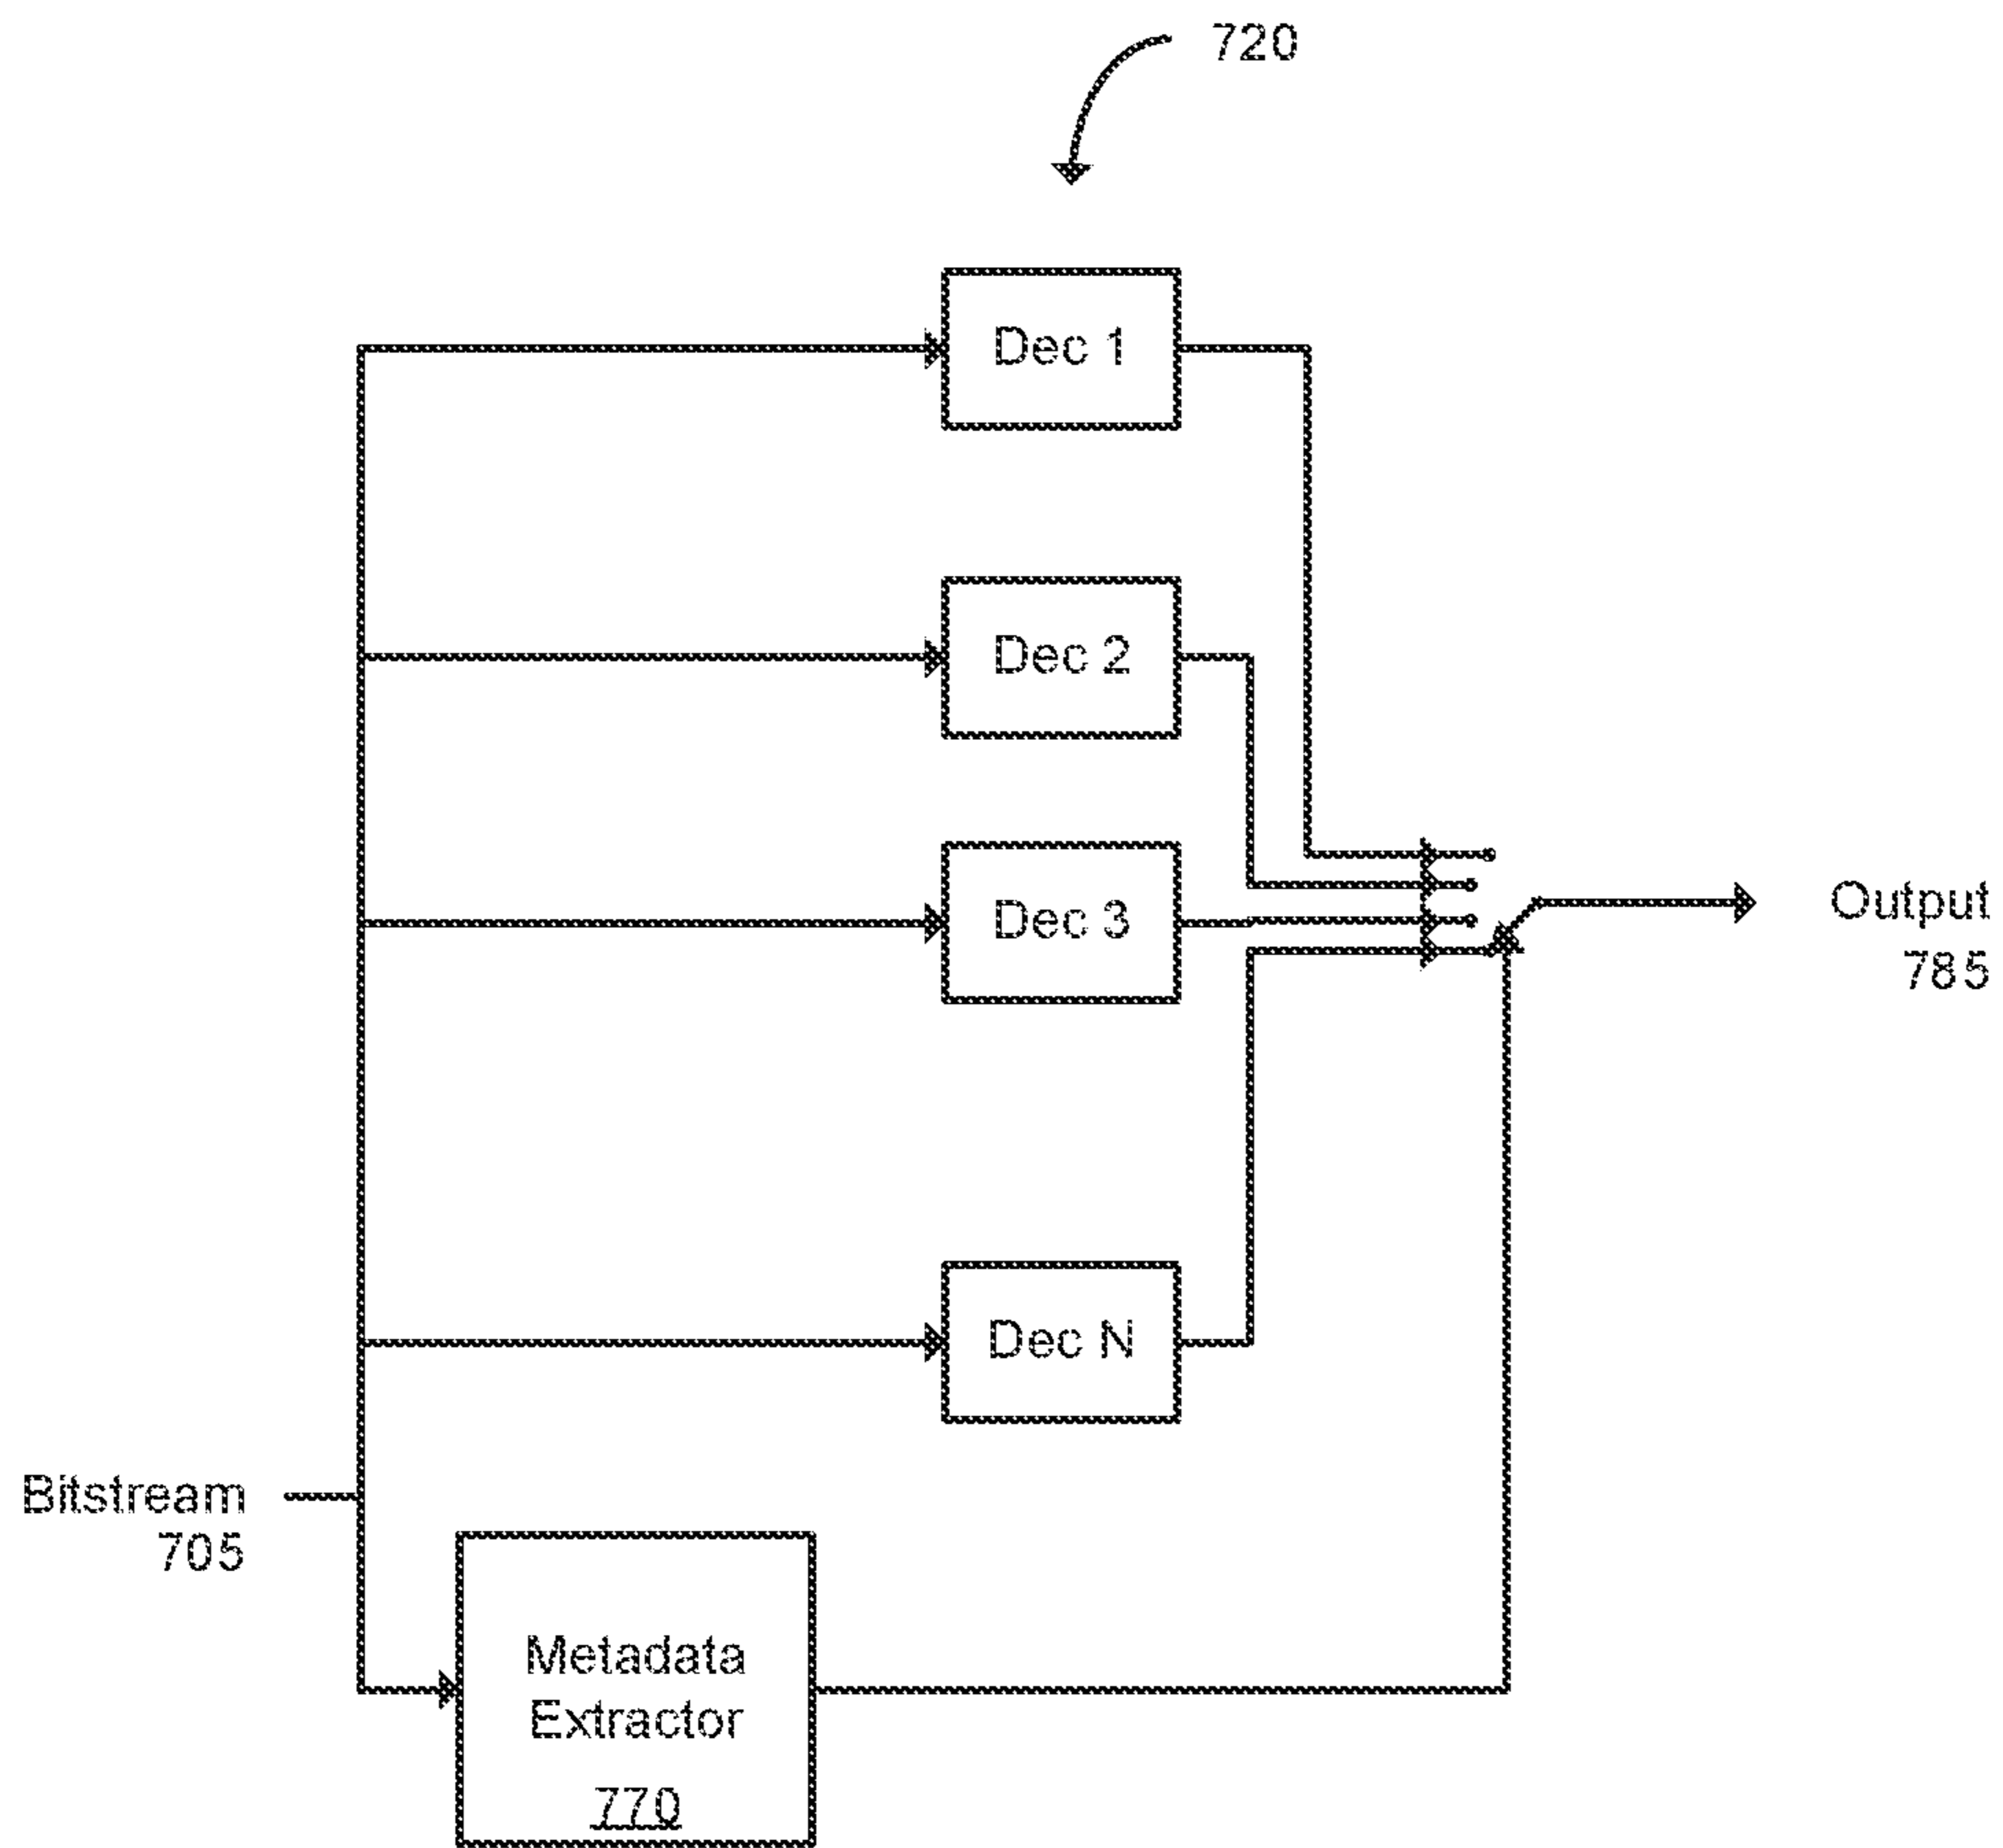 720
Dec 1
Dec 2
Dec 3
Output
785
Dec N
Bitstream
705
Metadata
Extractor
770